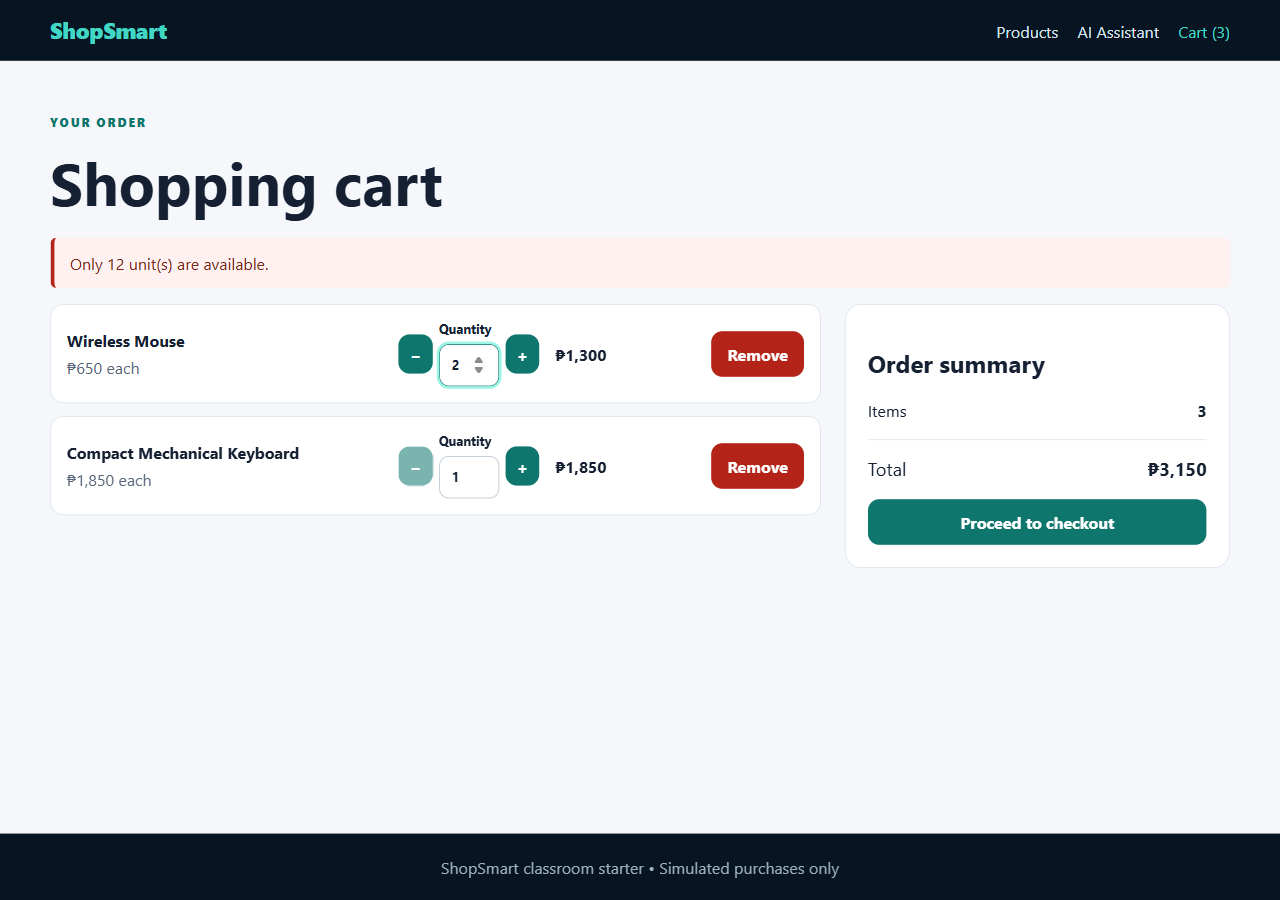 ShopSmart
Products AI Assistant Cart (3)
YOUR ORDER
Shopping cart
Only 12 unit(s) are available.
Wireless Mouse
₱650 each
Quantity
– 2 + ₱1,300 Remove
Compact Mechanical Keyboard
₱1,850 each
Quantity
– 1 + ₱1,850 Remove
Order summary
Items 3
Total ₱3,150
Proceed to checkout
ShopSmart classroom starter • Simulated purchases only